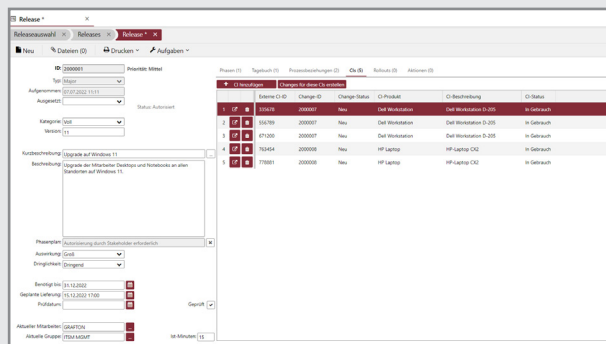 Release *
Releaseauswahl Releases Release *
Neu Dateien (0) Drucken Aufgaben
ID: 2000001 Priorität: Mittel
Typ: Major
Aufgenommen: 07.07.2022 11:11
Ausgesetzt:
Status: Autorisiert
Kategorie: Voll
Version: 11
Kurzbeschreibung: Upgrade auf Windows 11
Beschreibung: Upgrade der Mitarbeiter Desktops und Notebooks an allen
Standorten auf Windows 11.
Phasenplan: Autorisierung durch Stakeholder erforderlich
Auswirkung: Groß
Dringlichkeit: Dringend
Benötigt bis: 31.12.2022
Geplante Lieferung: 15.12.2022 17:00
Prüfdatum: Geprüft:
Aktueller Mitarbeiter: GRAFTON
Aktuelle Gruppe: ITSM MGMT Ist-Minuten: 15
Phasen (1) Tagebuch (1) Prozessbeziehungen (2) CIs (5) Rollouts (0) Aktionen (0)
+ CI hinzufügen Changes für diese CIs erstellen
Externe CI-ID Change-ID Change-Status CI-Produkt CI-Beschreibung CI-Status
1 335678 2000007 Neu Dell Workstation Dell Workstation D-205 In Gebrauch
2 556789 2000007 Neu Dell Workstation Dell Workstation D-205 In Gebrauch
3 671200 2000007 Neu Dell Workstation Dell Workstation D-205 In Gebrauch
4 763454 2000008 Neu HP Laptop HP-Laptop CX2 In Gebrauch
5 778881 2000008 Neu HP Laptop HP-Laptop CX2 In Gebrauch